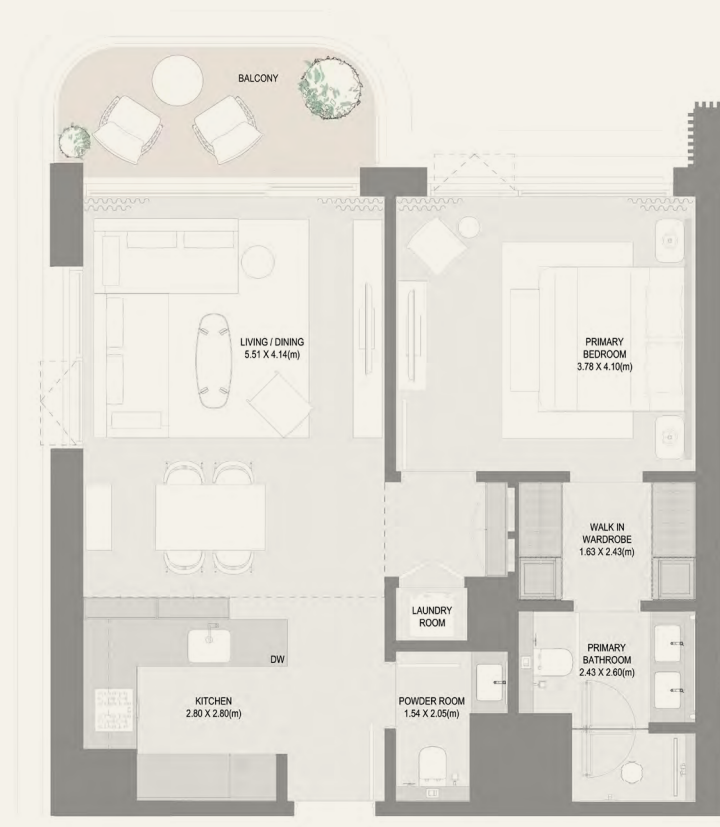 BALCONY
LIVING / DINING
5.51 X 4.14(m)
PRIMARY
BEDROOM
3.78 X 4.10(m)
WALK IN
WARDROBE
1.63 X 2.43(m)
LAUNDRY
ROOM
DW
PRIMARY
BATHROOM
2.43 X 2.60(m)
KITCHEN
2.80 X 2.80(m)
POWDER ROOM
1.54 X 2.05(m)